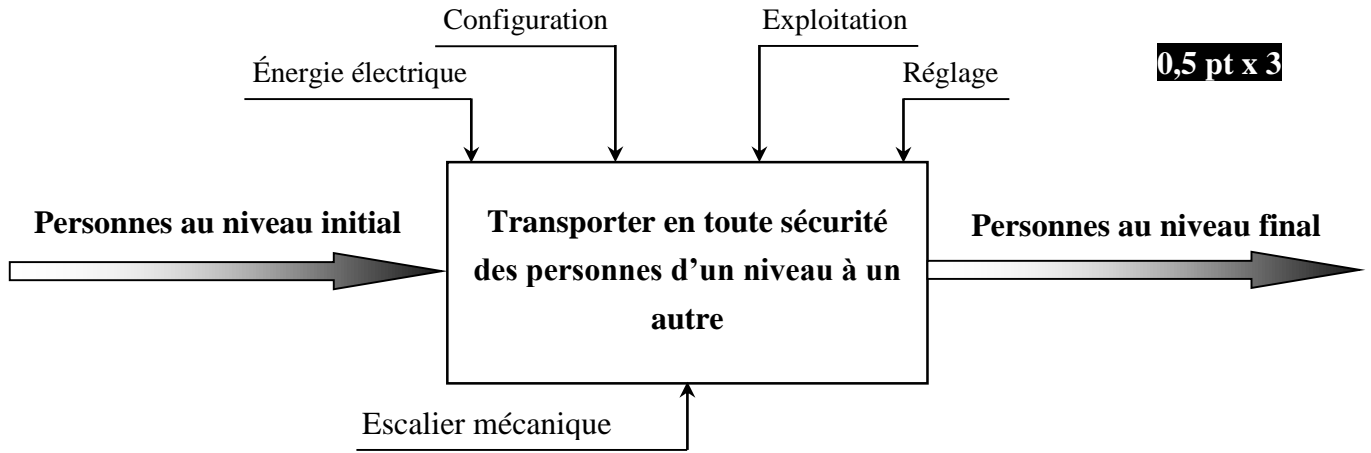 Configuration
Exploitation
0,5 pt x 3
Énergie électrique
Réglage
Personnes au niveau initial
Transporter en toute sécurité
des personnes d’un niveau à un
autre
Personnes au niveau final
Escalier mécanique